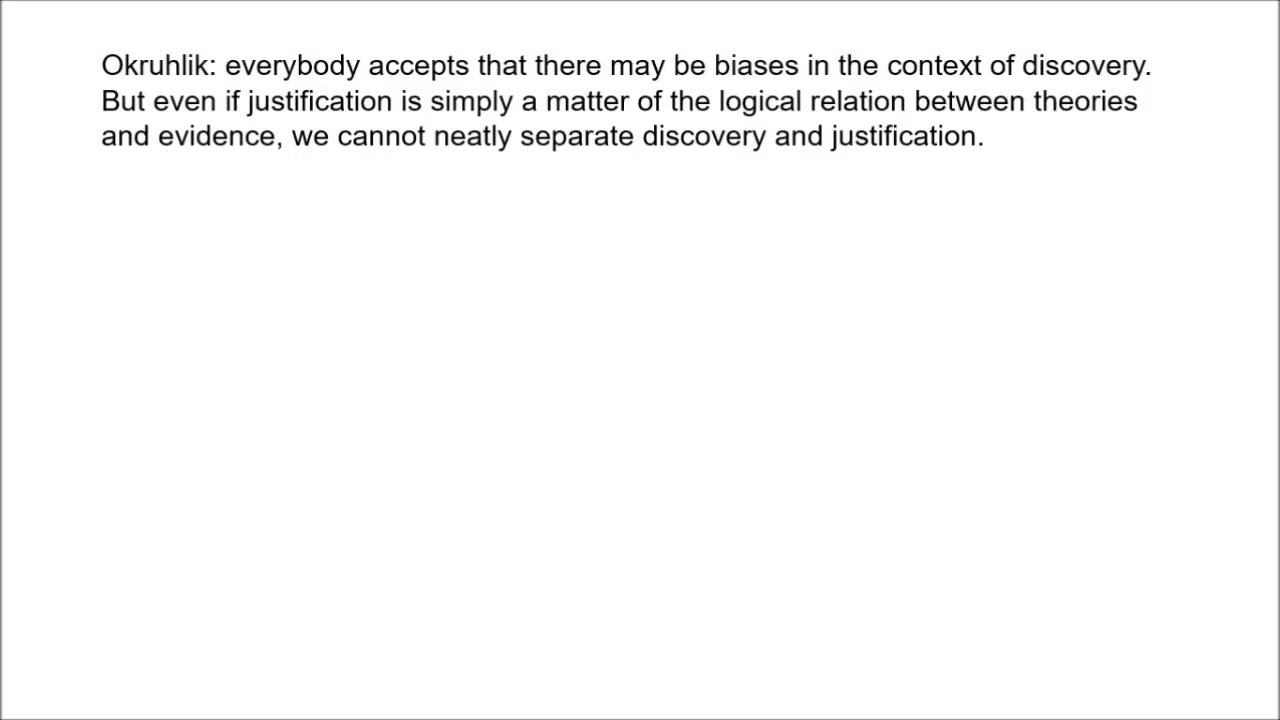 Okruhlik: everybody accepts that there may be biases in the context of discovery.
But even if justification is simply a matter of the logical relation between theories
and evidence, we cannot neatly separate discovery and justification.